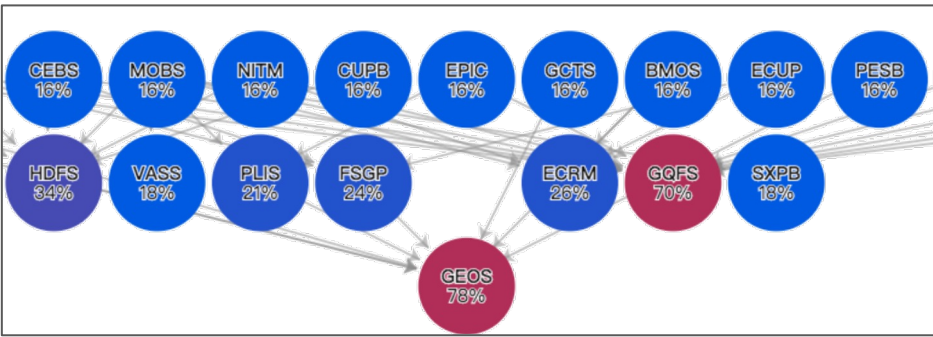 CEBS
16%
MOBS
16%
NITM
16%
CUPB
16%
EPIC
16%
GCTS
16%
BMOS
16%
ECUP
16%
PESB
16%
HDFS
34%
VASS
18%
PLIS
21%
FSGP
24%
ECRM
26%
GQFS
70%
SXPB
18%
GEOS
78%